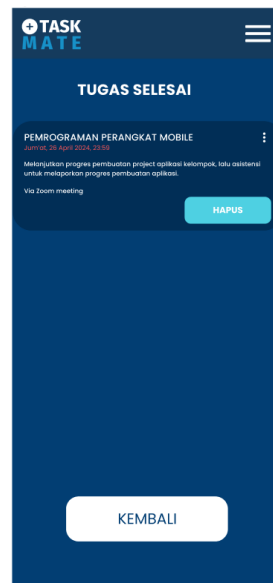 TASK
MATE
TUGAS SELESAI
PEMROGRAMAN PERANGKAT MOBILE
Jum'at, 26 April 2024, 23:59
Melanjutkan progres pembuatan project aplikasi kelompok, lalu asistensi
untuk melaporkan progres pembuatan aplikasi.
Via Zoom meeting
HAPUS
KEMBALI